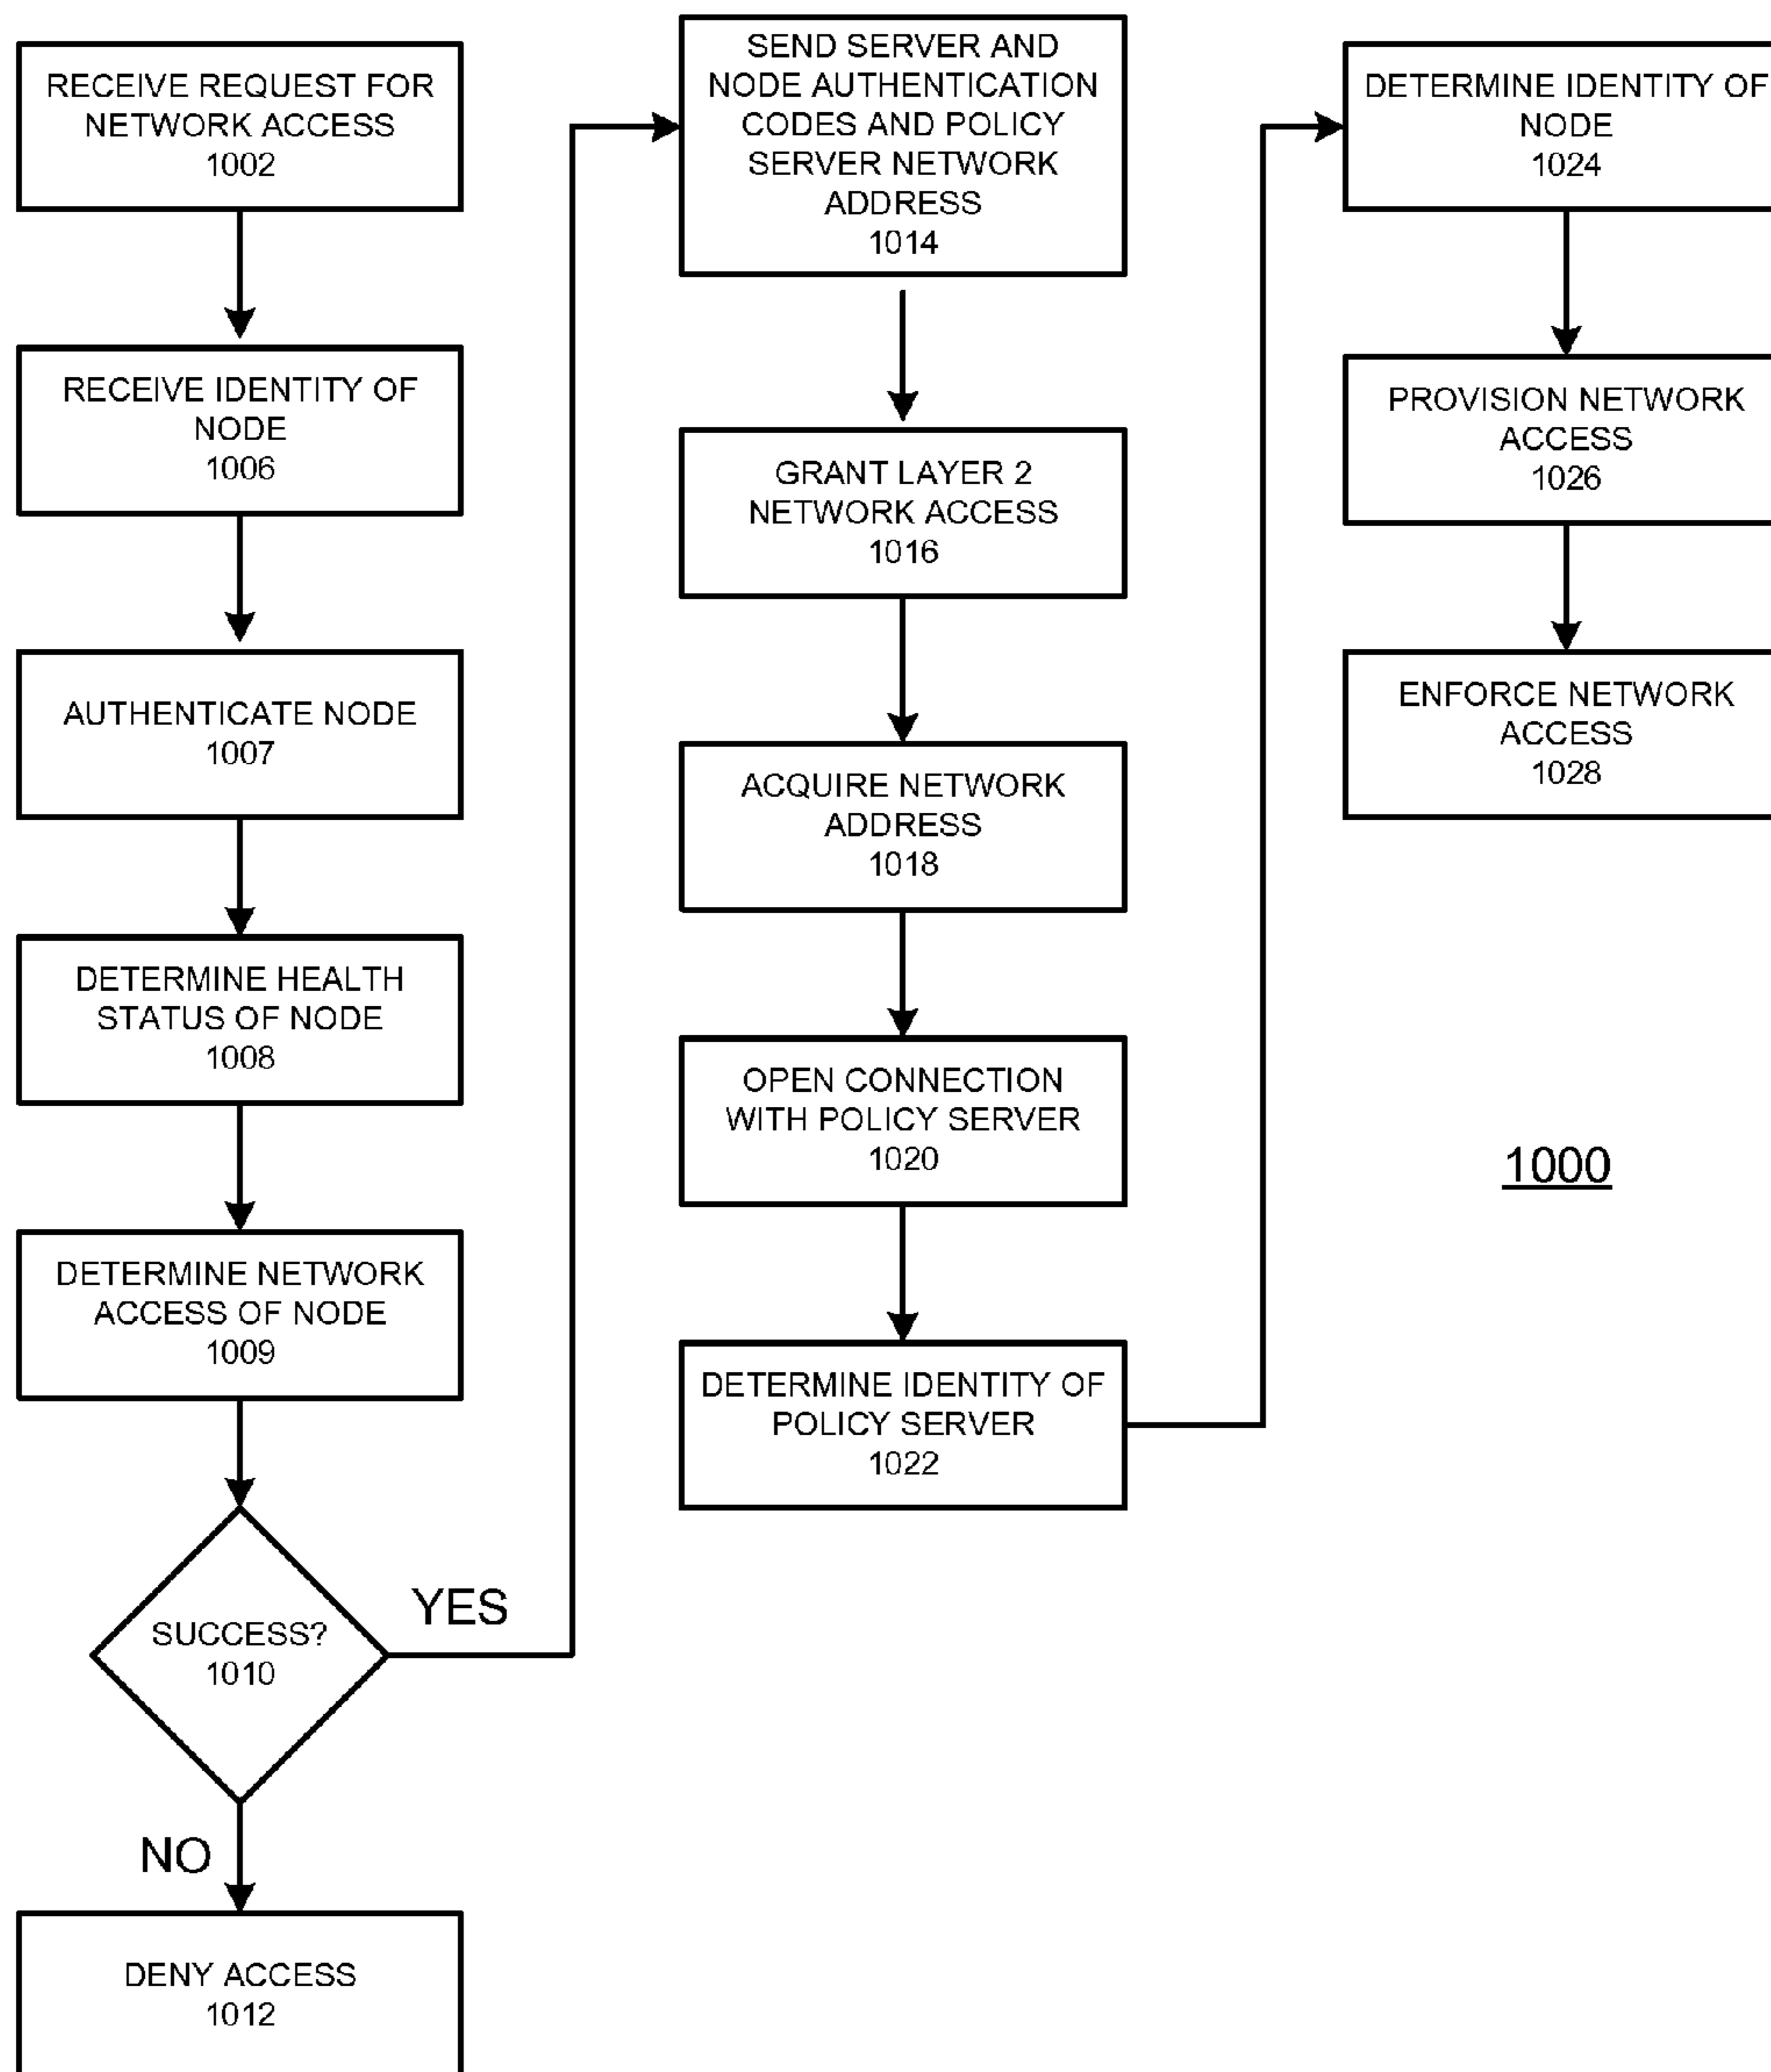 RECEIVE REQUEST FOR
NETWORK ACCESS
1002
RECEIVE IDENTITY OF
NODE
1006
AUTHENTICATE NODE
1007
DETERMINE HEALTH
STATUS OF NODE
1008
DETERMINE NETWORK
ACCESS OF NODE
1009
SUCCESS?
1010
YES
NO
DENY ACCESS
1012
SEND SERVER AND
NODE AUTHENTICATION
CODES AND POLICY
SERVER NETWORK
ADDRESS
1014
GRANT LAYER 2
NETWORK ACCESS
1016
ACQUIRE NETWORK
ADDRESS
1018
OPEN CONNECTION
WITH POLICY SERVER
1020
DETERMINE IDENTITY OF
POLICY SERVER
1022
DETERMINE IDENTITY OF
NODE
1024
PROVISION NETWORK
ACCESS
1026
ENFORCE NETWORK
ACCESS
1028
1000